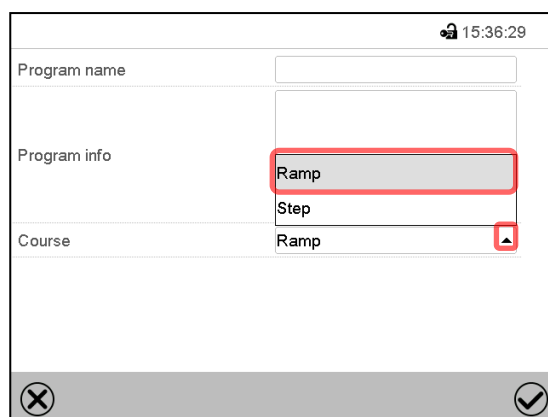 15:36:29
Program name
Program info
Ramp
Step
Course
Ramp